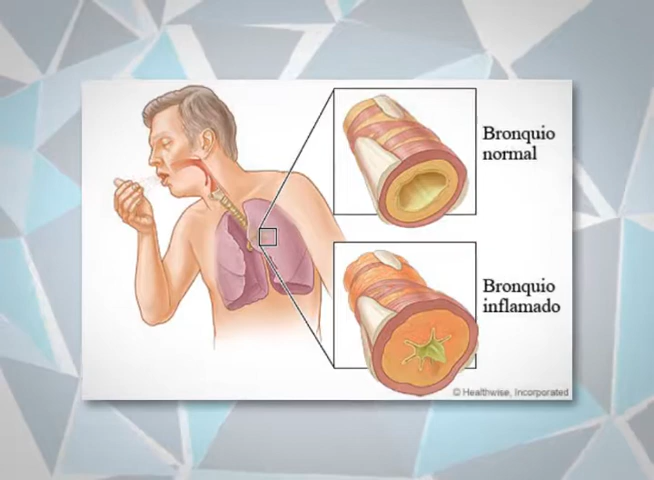 Bronquio
normal
Bronquio
inflamado
© Healthwise, Incorporated